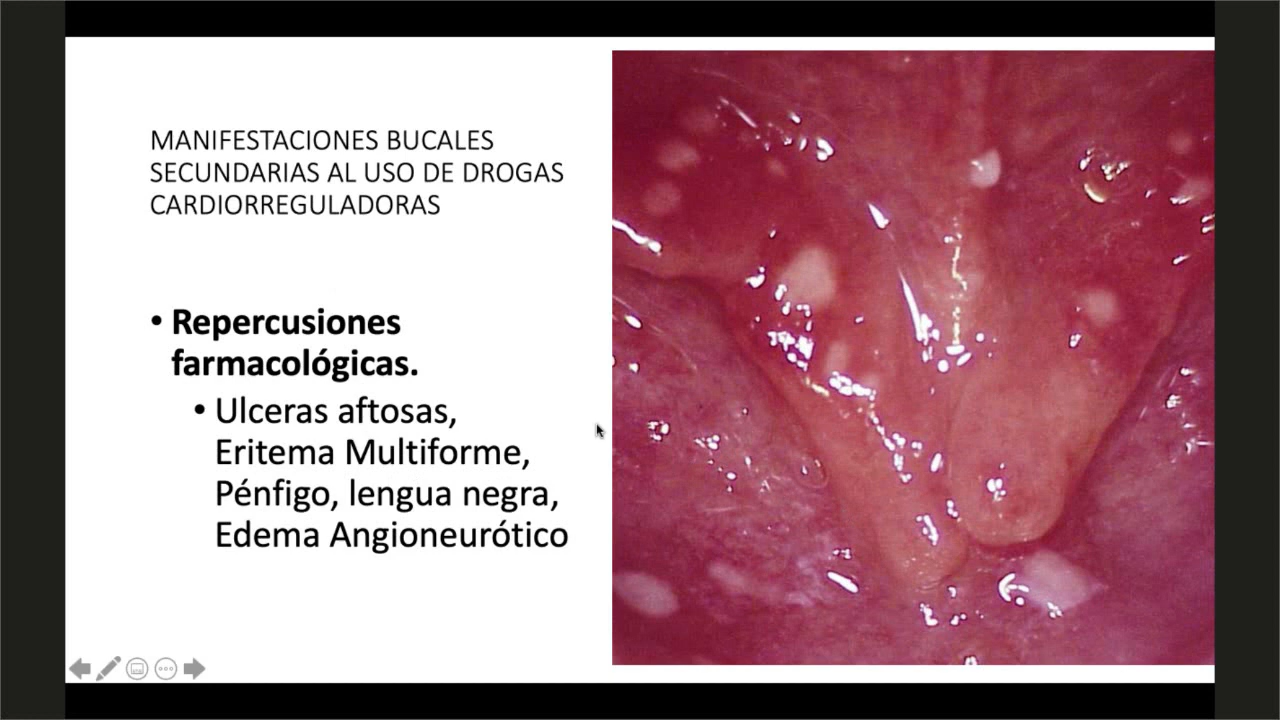 MANIFESTACIONES BUCALES
SECUNDARIAS AL USO DE DROGAS
CARDIORREGULADORAS
• Repercusiones
farmacológicas.
• Ulceras aftosas,
Eritema Multiforme,
Pénfigo, lengua negra,
Edema Angioneurótico